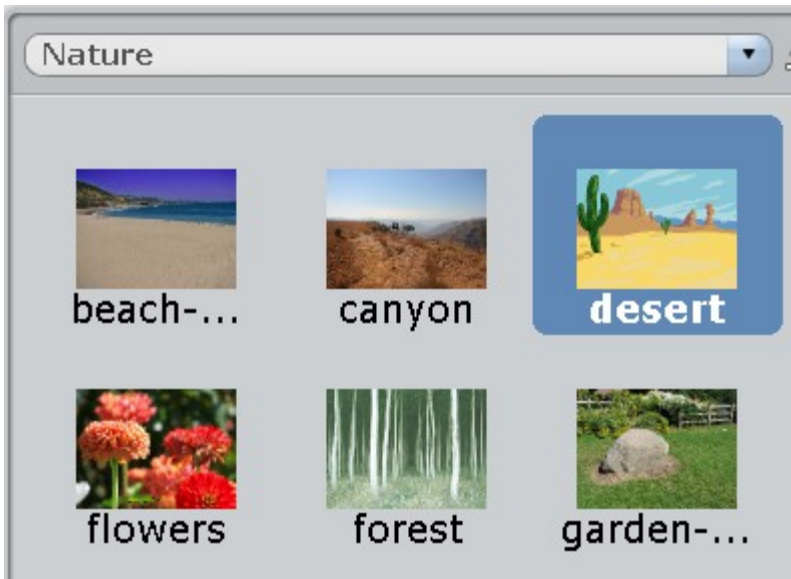 Nature
beach-...
canyon
desert
flowers
forest
garden-...